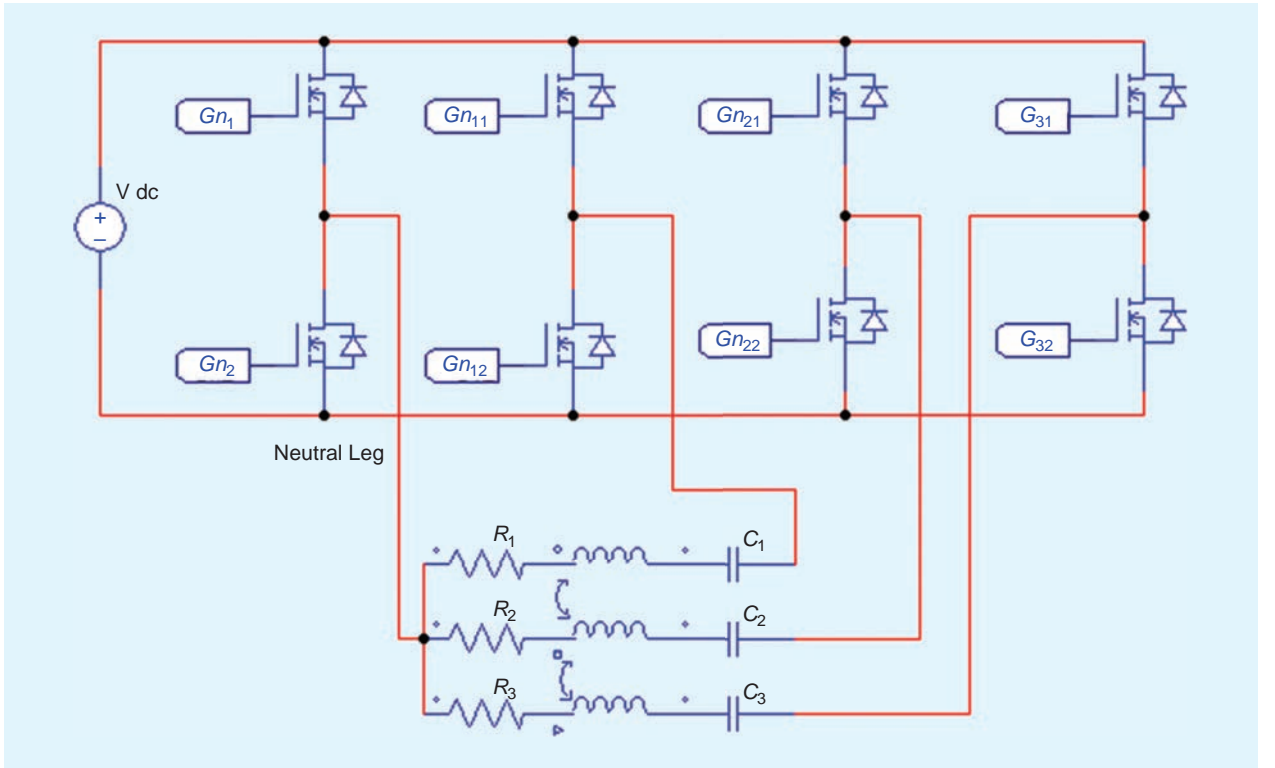 Gn1
Gn11
Gn21
G31
V dc
+
–
Gn2
Gn12
Gn22
G32
Neutral Leg
R1
C1
R2
C2
R3
C3